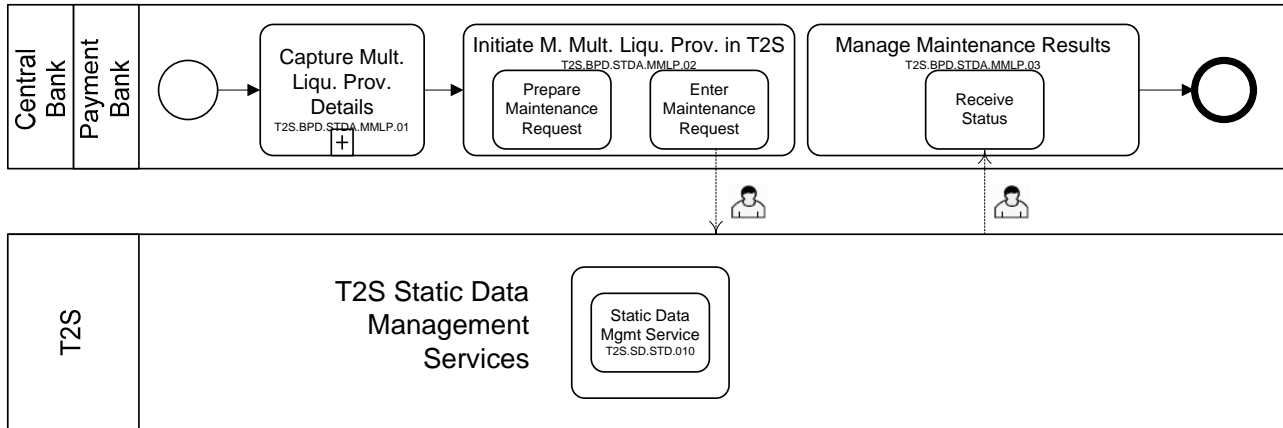 Central
Bank
Payment
Bank
Capture Mult.
Liqu. Prov.
Details
T2S.BPD.STDA.MMLP.01
Initiate M. Mult. Liqu. Prov. in T2S
T2S.BPD.STDA.MMLP.02
Prepare
Maintenance
Request
Enter
Maintenance
Request
Manage Maintenance Results
T2S.BPD.STDA.MMLP.03
Receive
Status
T2S
T2S Static Data
Management
Services
Static Data
Mgmt Service
T2S.SD.STD.010